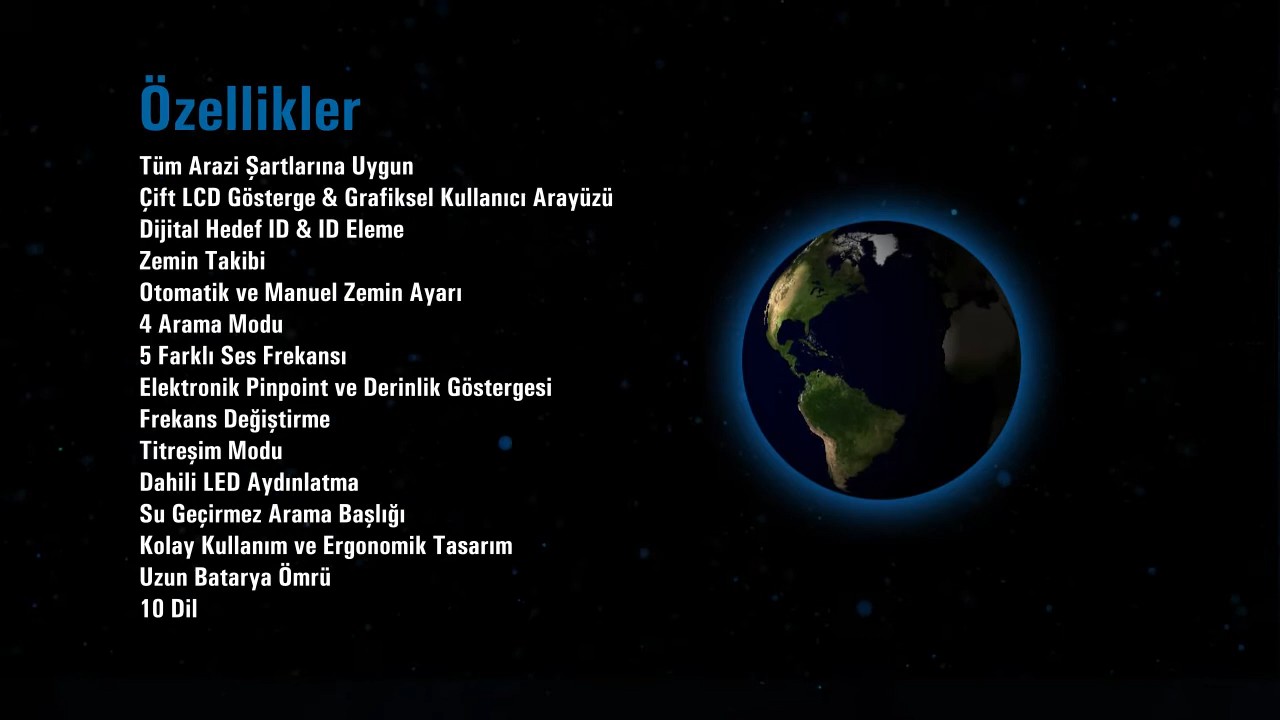 Özellikler
Tüm Arazi Şartlarına Uygun
Çift LCD Gösterge & Grafiksel Kullanıcı Arayüzü
Dijital Hedef ID & ID Eleme
Zemin Takibi
Otomatik ve Manuel Zemin Ayarı
4 Arama Modu
5 Farklı Ses Frekansı
Elektronik Pinpoint ve Derinlik Göstergesi
Frekans Değiştirme
Titreşim Modu
Dahili LED Aydınlatma
Su Geçirmez Arama Başlığı
Kolay Kullanım ve Ergonomik Tasarım
Uzun Batarya Ömrü
10 Dil